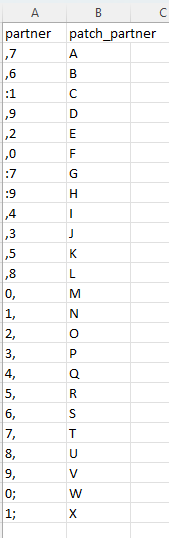 A B C
partner patch_partner
,7 A
,6 B
:1 C
,9 D
,2 E
,0 F
:7 G
:9 H
,4 I
,3 J
,5 K
,8 L
0, M
1, N
2, O
3, P
4, Q
5, R
6, S
7, T
8, U
9, V
0; W
1; X